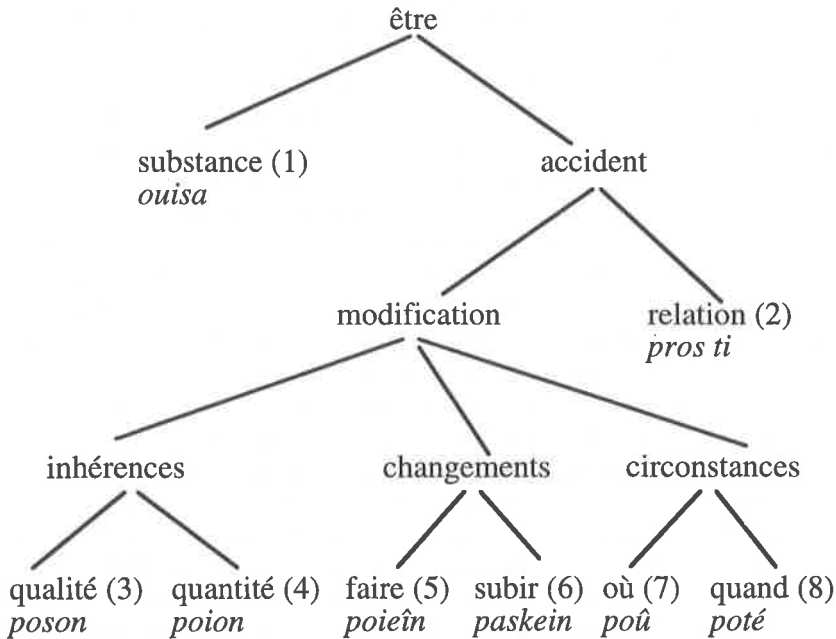 être
substance (1)
ouisa
accident
modification
relation (2)
pros ti
inhérences
changements
circonstances
qualité (3)
poson
quantité (4)
poion
faire (5)
poieîn
subir (6)
paskein
où (7)
poû
quand (8)
poté